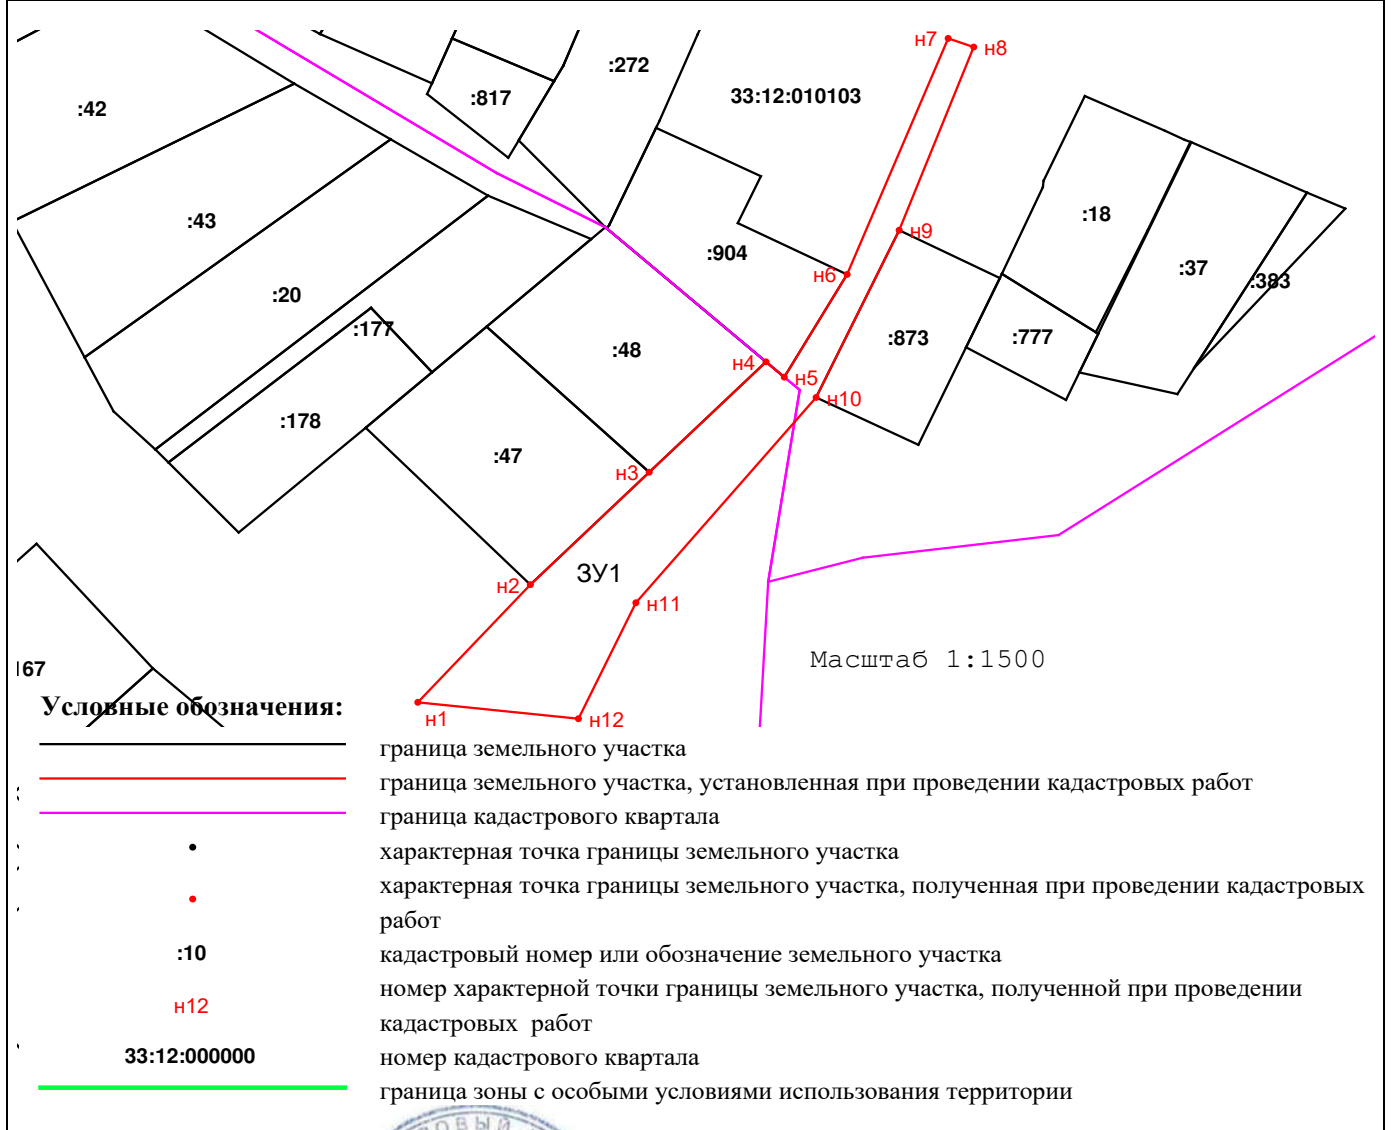 н7
н8
:272
:817
33:12:010103
:42
:18
:43
н9
:904
:37
н6
:383
:20
:177
:873
:777
:48
н4
н5
н10
:178
:47
н3
ЗУ1
н2
н11
Масштаб 1:1500
167
Условные обозначения:
н1
н12
граница земельного участка
граница земельного участка, установленная при проведении кадастровых работ
граница кадастрового квартала
характерная точка границы земельного участка
характерная точка границы земельного участка, полученная при проведении кадастровых
работ
:10
кадастровый номер или обозначение земельного участка
н12
номер характерной точки границы земельного участка, полученной при проведении
кадастровых работ
33:12:000000
номер кадастрового квартала
граница зоны с особыми условиями использования территории